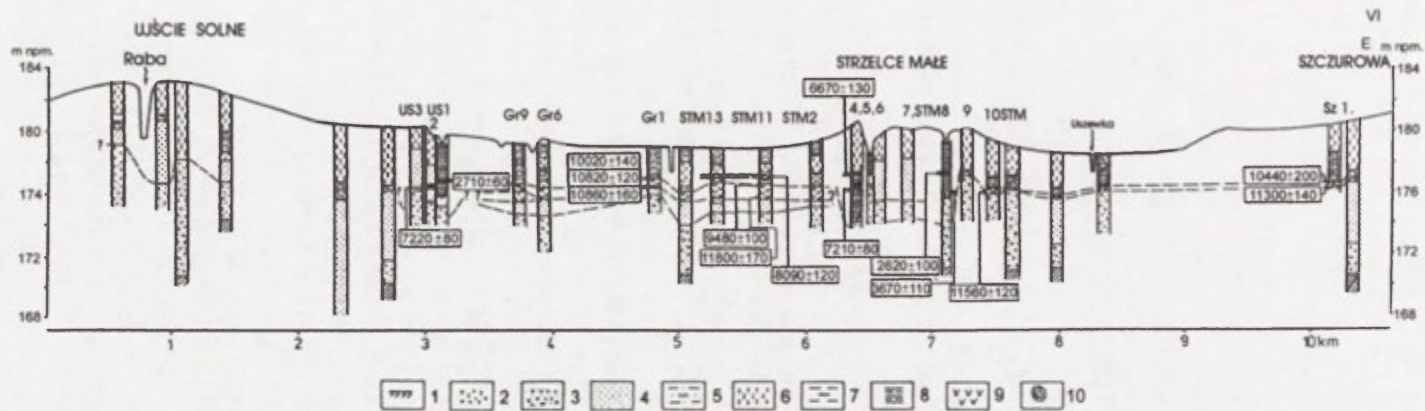 VI
UJŚCIE SOLNE
E
m npm.
Raba
STRZELCE MAŁE
SZCZUROWA
m npm.
184
6670±130
184
US3 US1
2
Gr9 Gr6
Gr1 STM13 STM11 STM2
4,5,6
7,STM8
9
10STM
Uszewka
Sz 1.
180
180
?
10020±140
2710±60
10820±120
10440±200
174
10860±160
11300±140
176
7220±80
9480±100
7210±80
11800±170
2620±100
172
8090±120
3670±110
11560±120
172
168
168
1 2 3 4 5 6 7 8 9 10km
1 2 3 4 5 6 7 8 9 10